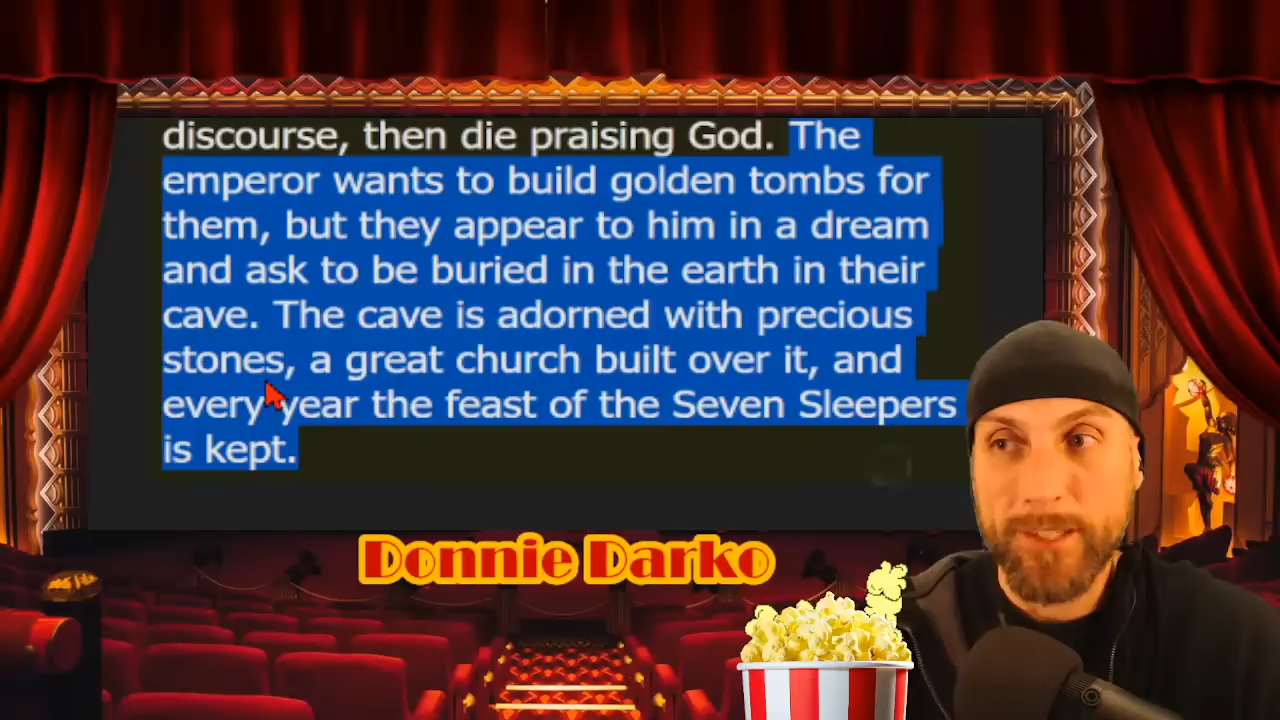 discourse, then die praising God. The
emperor wants to build golden tombs for
them, but they appear to him in a dream
and ask to be buried in the earth in their
cave. The cave is adorned with precious
stones, a great church built over it, and
every year the feast of the Seven Sleepers
is kept.
Donnie Darko